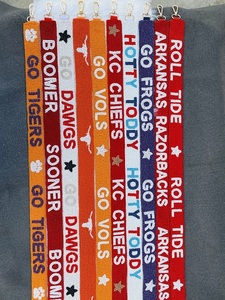 GO TIGERS GO TIGERS
BOOMER SOONER BOOM
GO DAWGS GO DAWGS
GO VOLS GO VOLS
KC CHIEFS KC CHIEFS
HOTTY TODDY HOTTY TODDY
GO FROGS GO FROGS
ARKANSAS RAZORBACKS ARKANSAS
ROLL TIDE ROLL TIDE